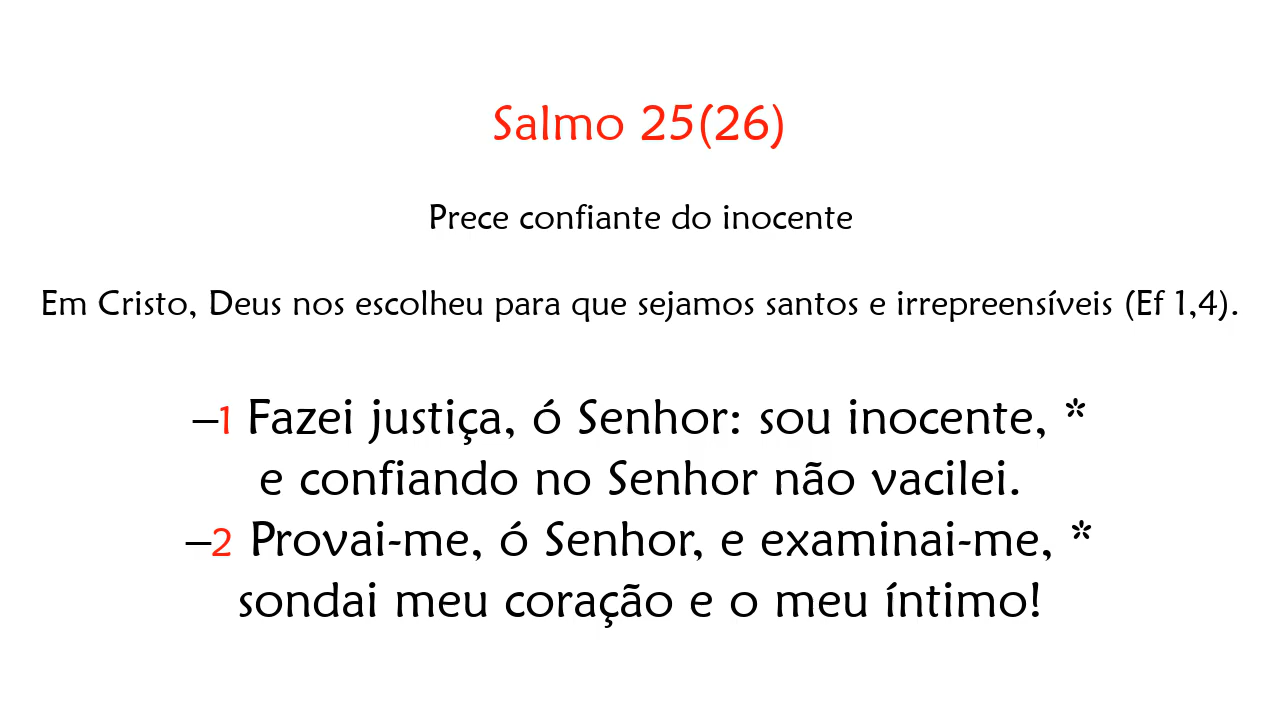 Salmo 25(26)
Prece confiante do inocente
Em Cristo, Deus nos escolheu para que sejamos santos e irrepreensíveis (Ef 1,4).
–1 Fazei justiça, ó Senhor: sou inocente, *
e confiando no Senhor não vacilei.
–2 Provai-me, ó Senhor, e examinai-me, *
sondai meu coração e o meu íntimo!